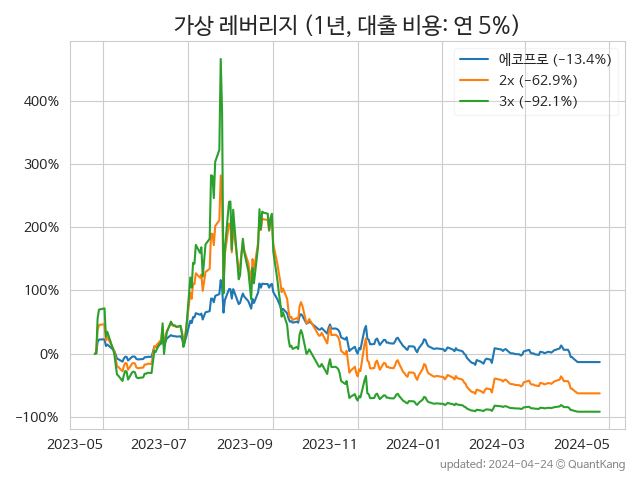 가상 레버리지 (1년, 대출 비용: 연 5%)
에코프로 (-13.4%)
2x (-62.9%)
3x (-92.1%)
400%
300%
200%
100%
0%
-100%
2023-05 2023-07 2023-09 2023-11 2024-01 2024-03 2024-05
updated: 2024-04-24 © QuantKang